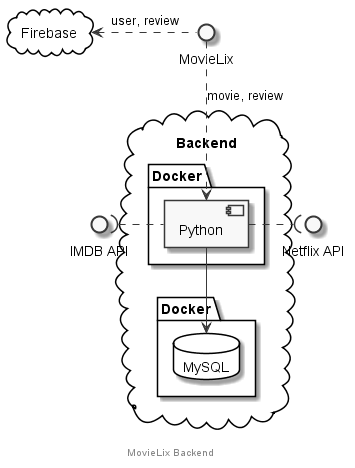 user, review
Firebase
MovieLix
movie, review
Backend
Docker
Python
IMDB API
Netflix API
Docker
MySQL
MovieLix Backend